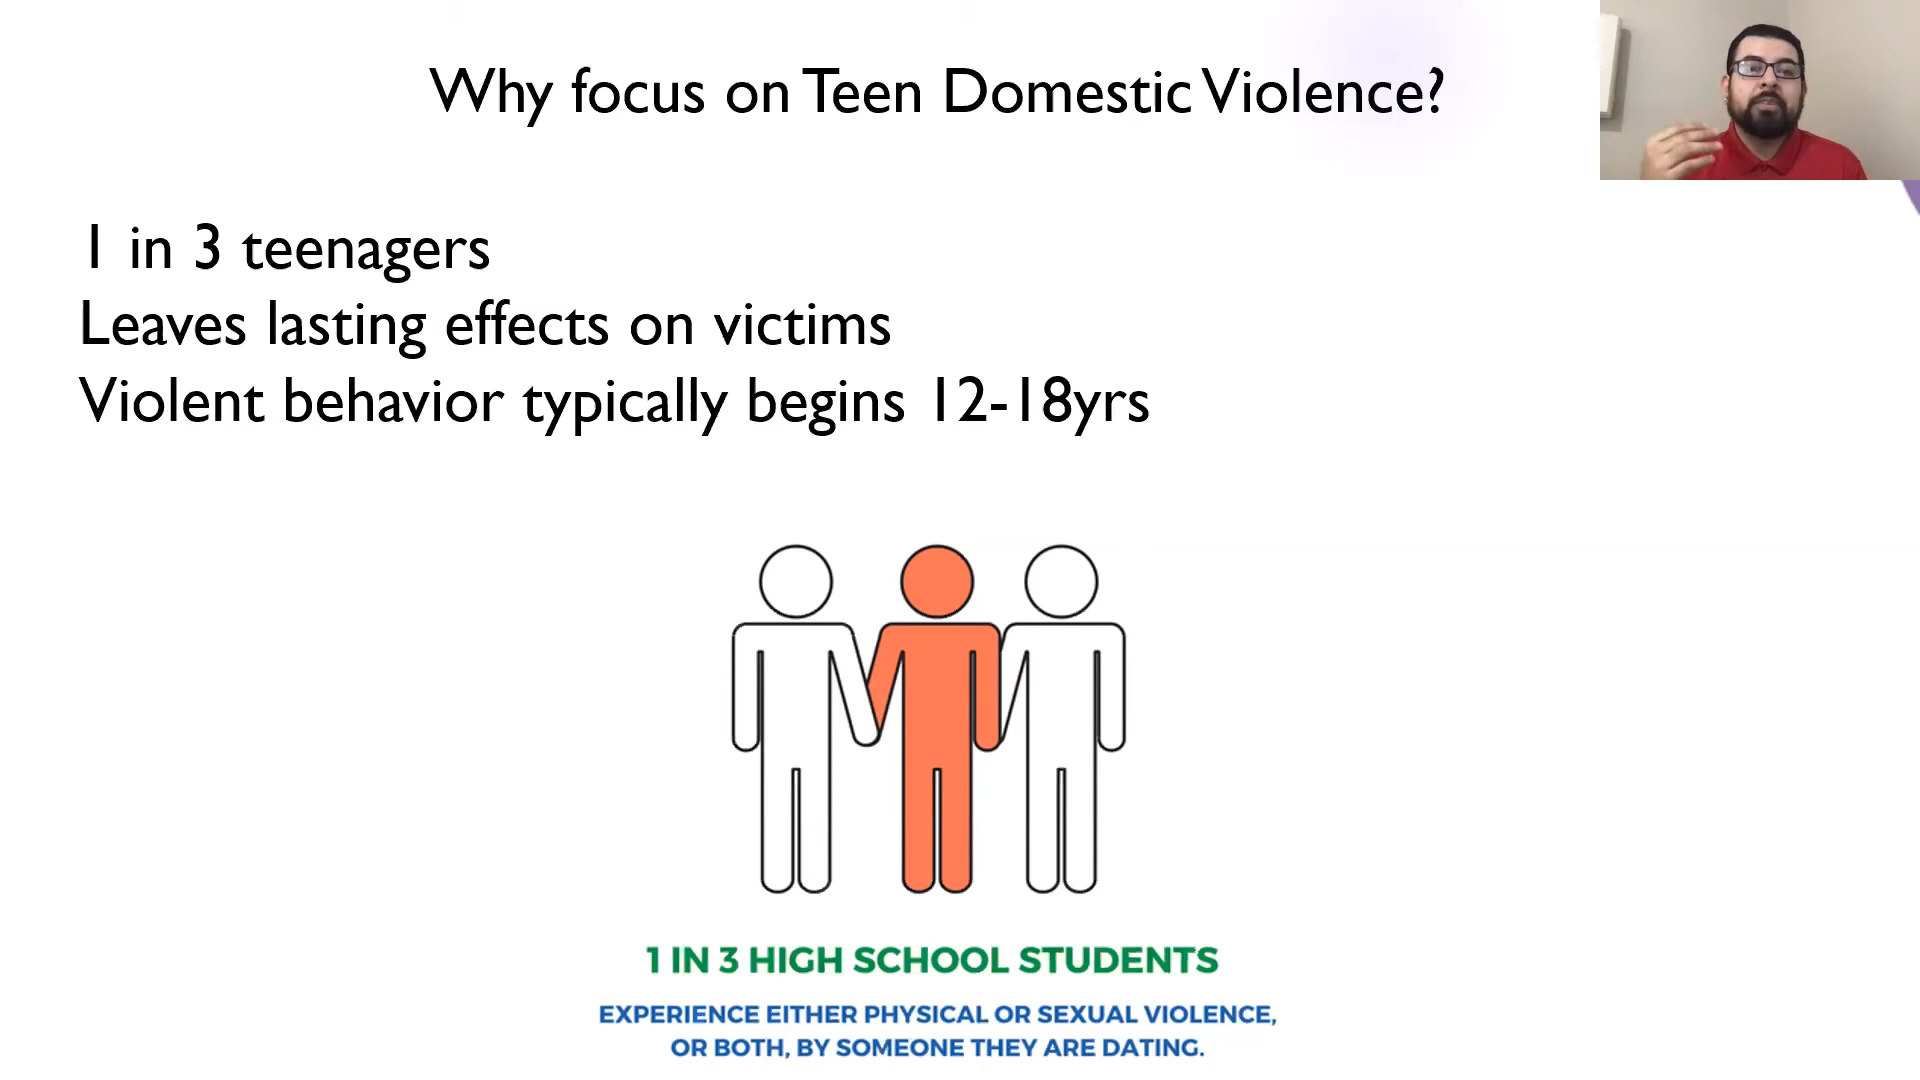 Why focus on Teen Domestic Violence?
1 in 3 teenagers
Leaves lasting effects on victims
Violent behavior typically begins 12-18yrs
1 IN 3 HIGH SCHOOL STUDENTS
EXPERIENCE EITHER PHYSICAL OR SEXUAL VIOLENCE,
OR BOTH, BY SOMEONE THEY ARE DATING.